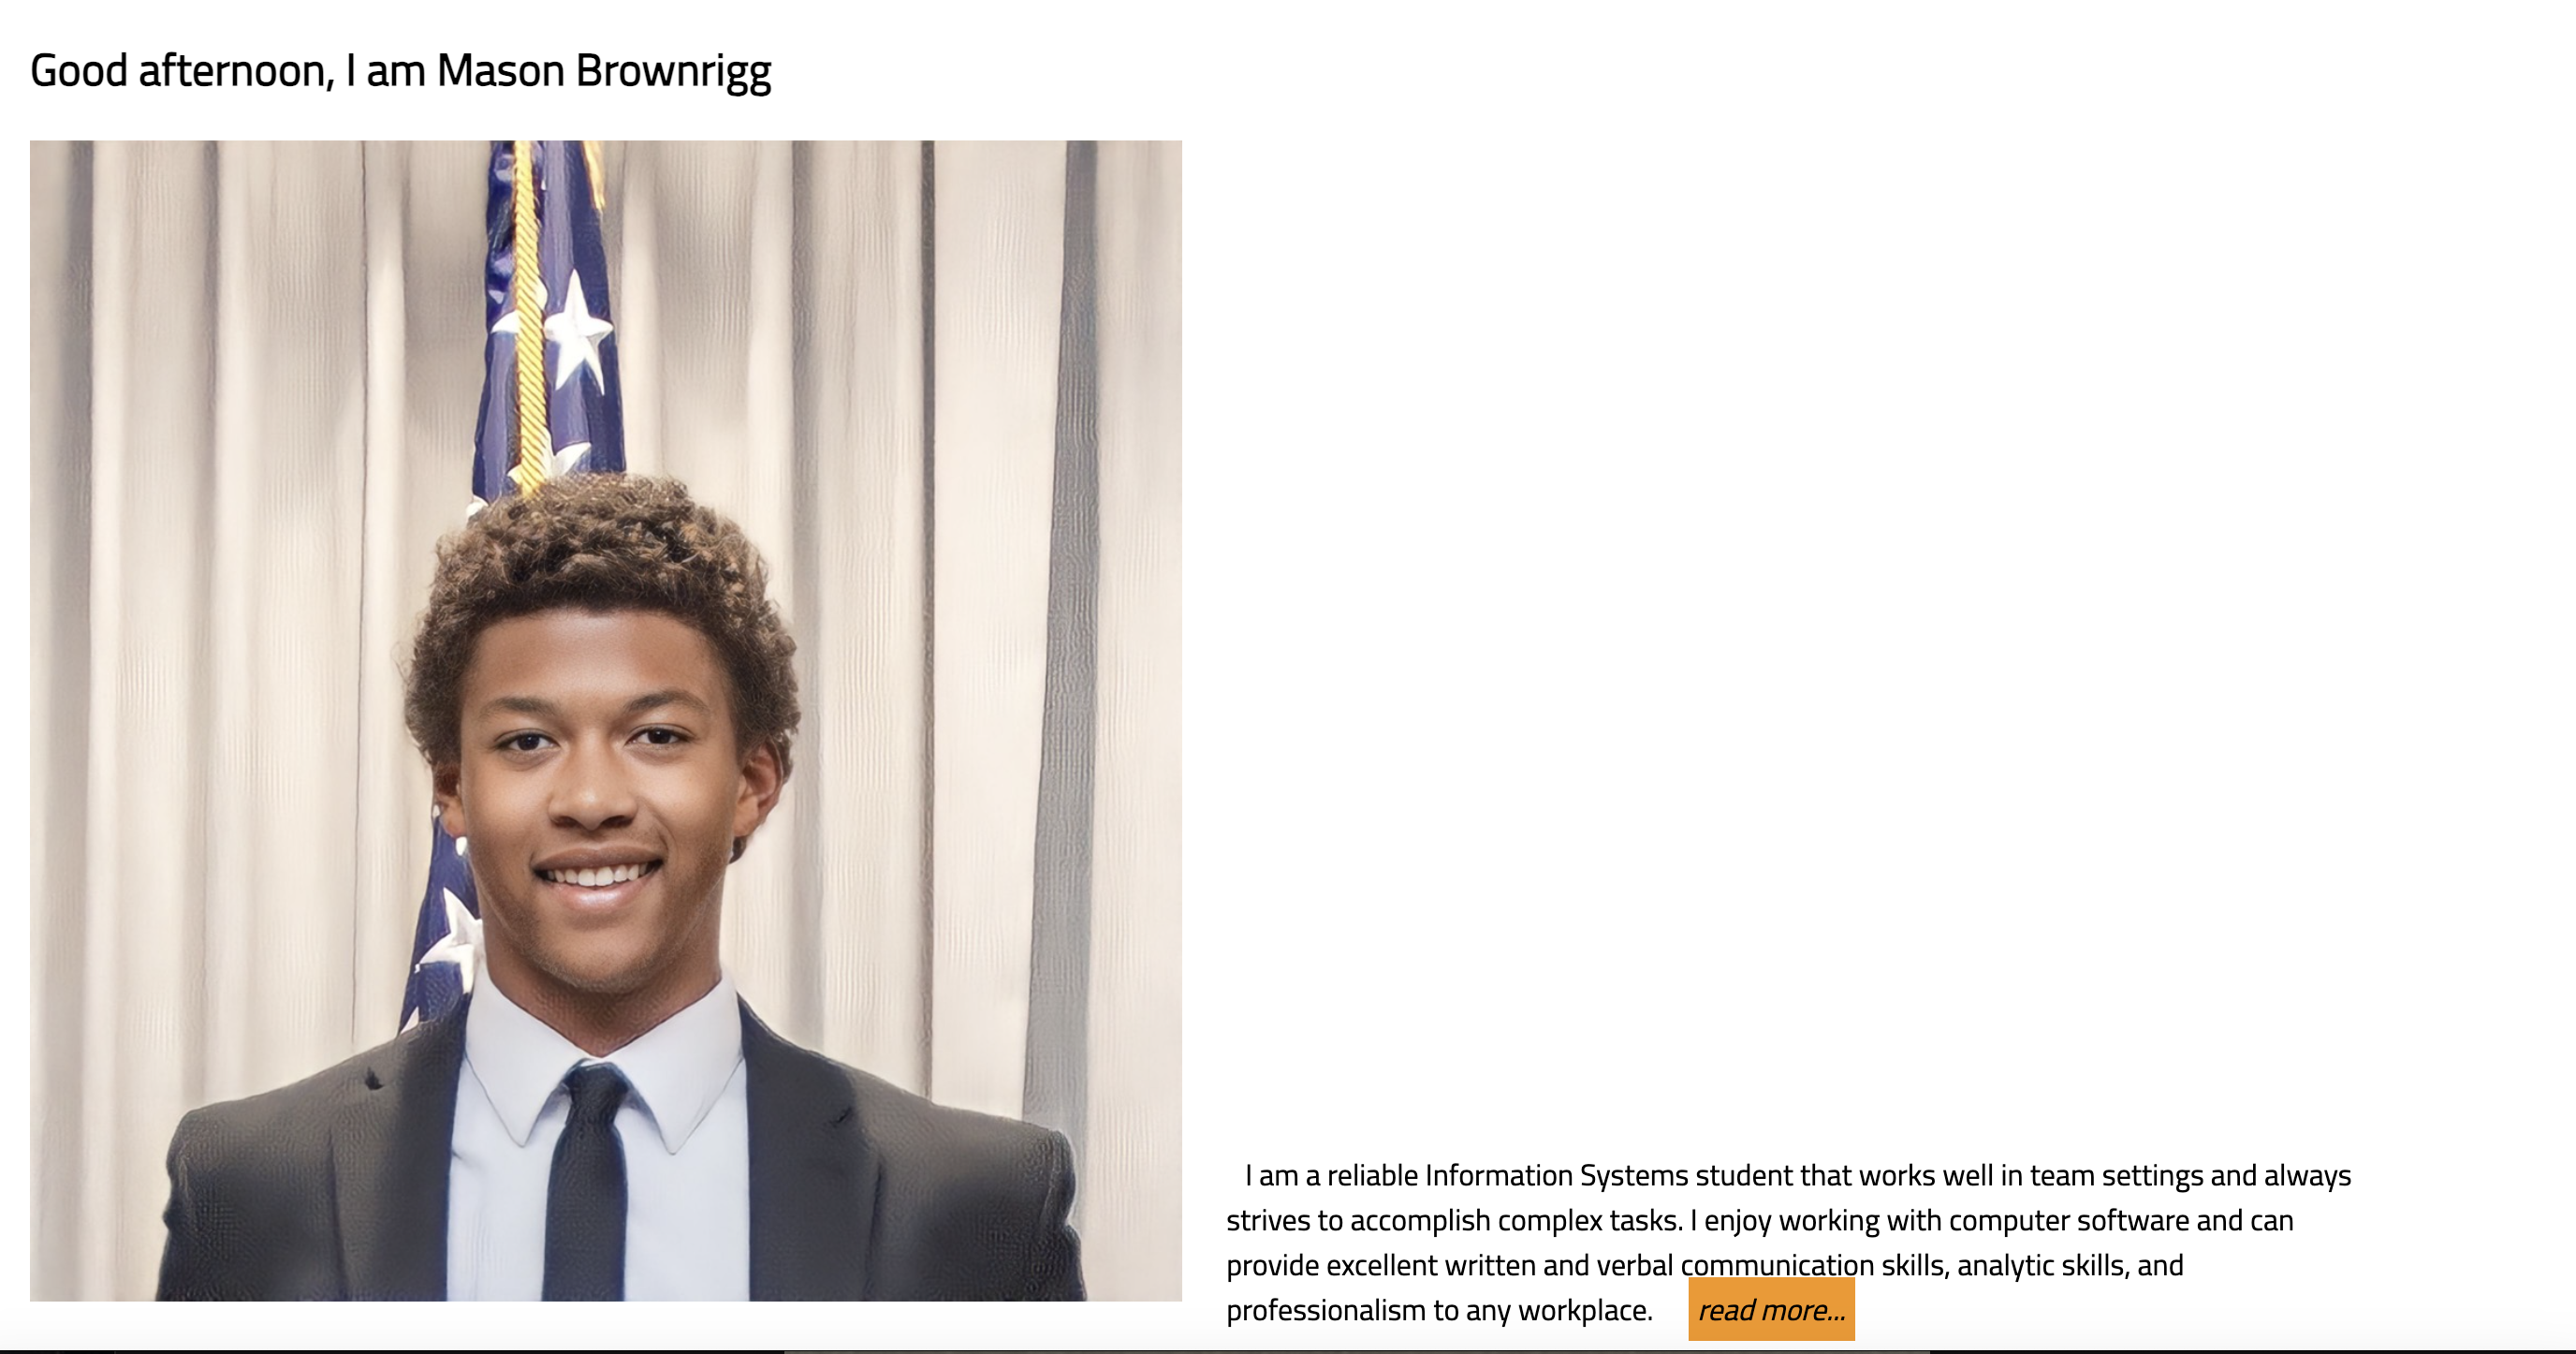 Good afternoon, I am Mason Brownrigg
I am a reliable Information Systems student that works well in team settings and always
strives to accomplish complex tasks. I enjoy working with computer software and can
provide excellent written and verbal communication skills, analytic skills, and
professionalism to any workplace. read more...